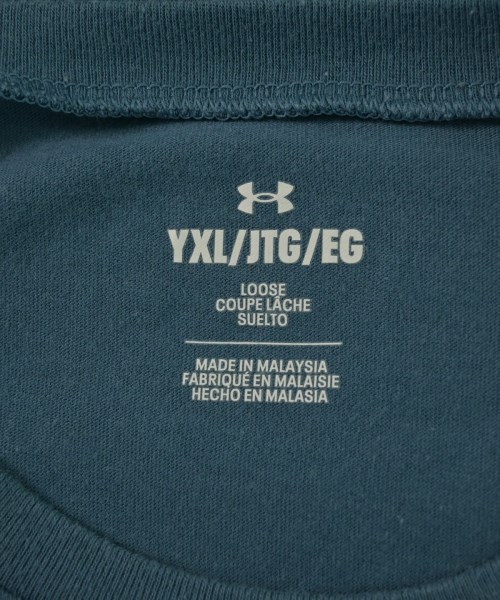 YXL/JTG/EG
LOOSE
COUPE LÂCHE
SUELTO
MADE IN MALAYSIA
FABRIQUÉ EN MALAISIE
HECHO EN MALASIA